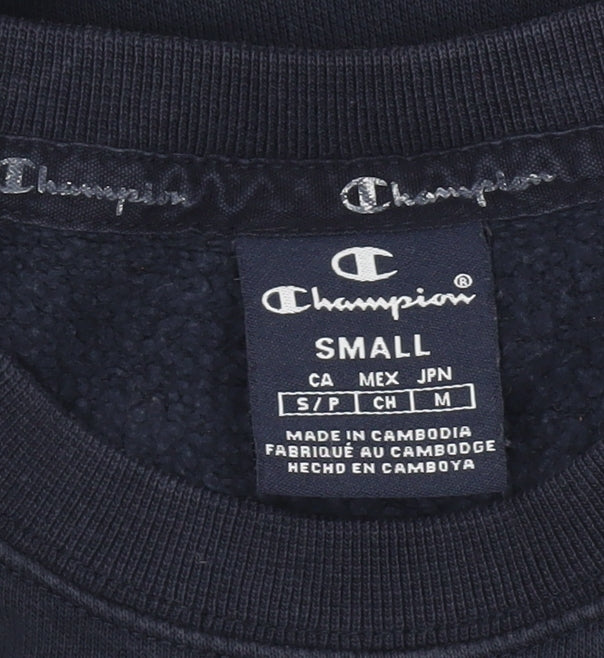 Champion Champion
Champion®
SMALL
CA MEX JPN
S/P CH M
MADE IN CAMBODIA
FABRIQUÉ AU CAMBODGE
HECHO EN CAMBOYA